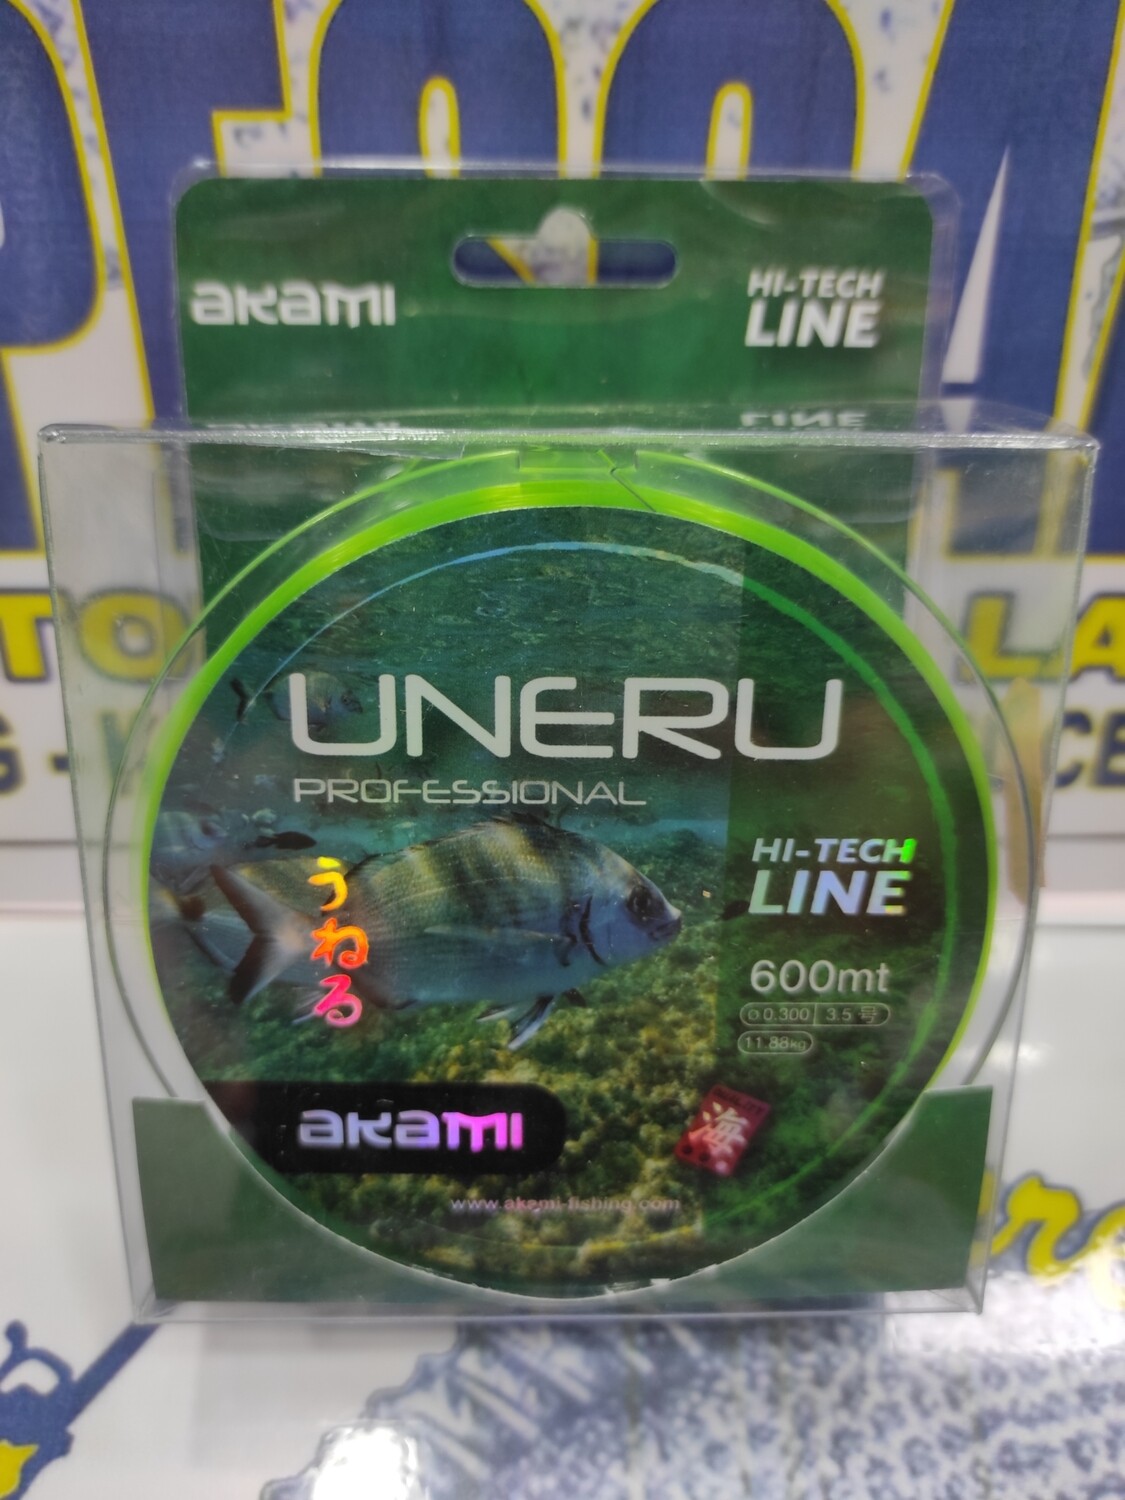 akami
HI-TECH
LINE
UNERU
PROFESSIONAL
うねる
HI-TECH
LINE
600mt
Ø 0.300 3.5 号
11.88kg
海
akami
www.akami-fishing.com